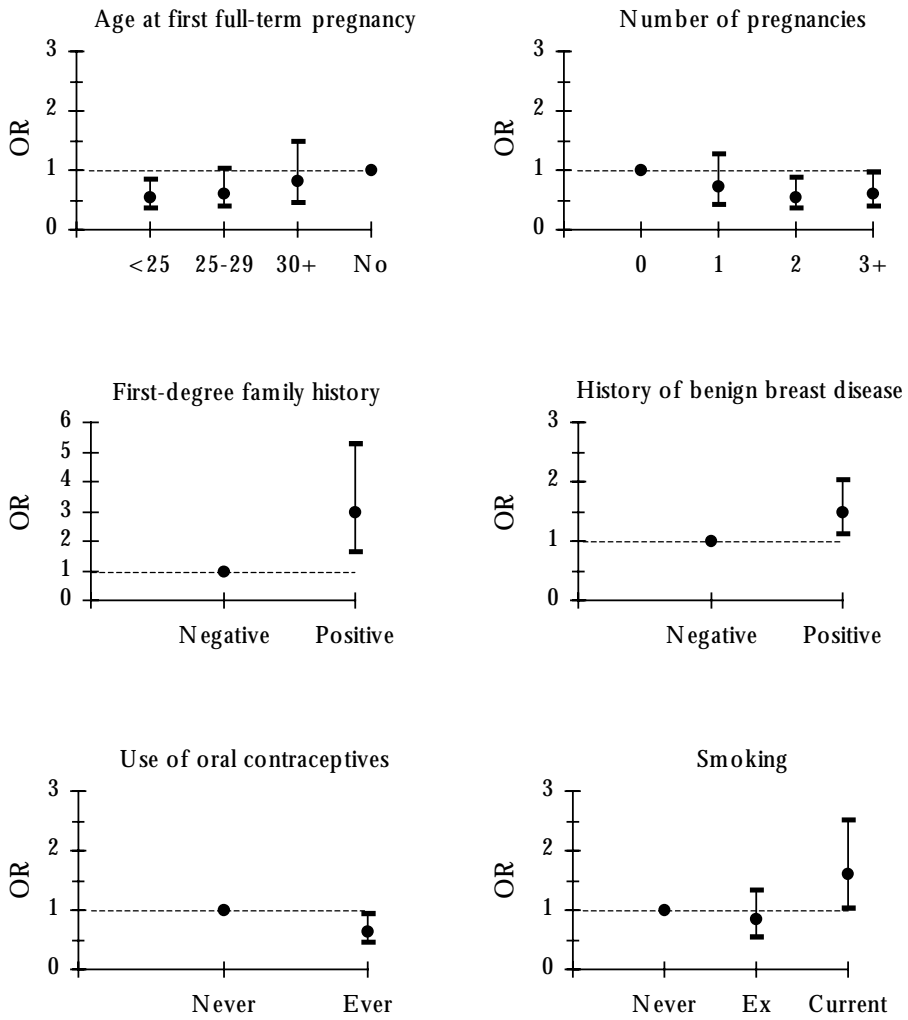 Age at first full-term pregnancy
3
2
1
0
OR
<25 25-29 30+ No
Number of pregnancies
3
2
1
0
OR
0 1 2 3+
First-degree family history
6
5
4
3
2
1
0
OR
Negative Positive
History of benign breast disease
3
2
1
0
OR
Negative Positive
Use of oral contraceptives
3
2
1
0
OR
Never Ever
Smoking
3
2
1
0
OR
Never Ex Current